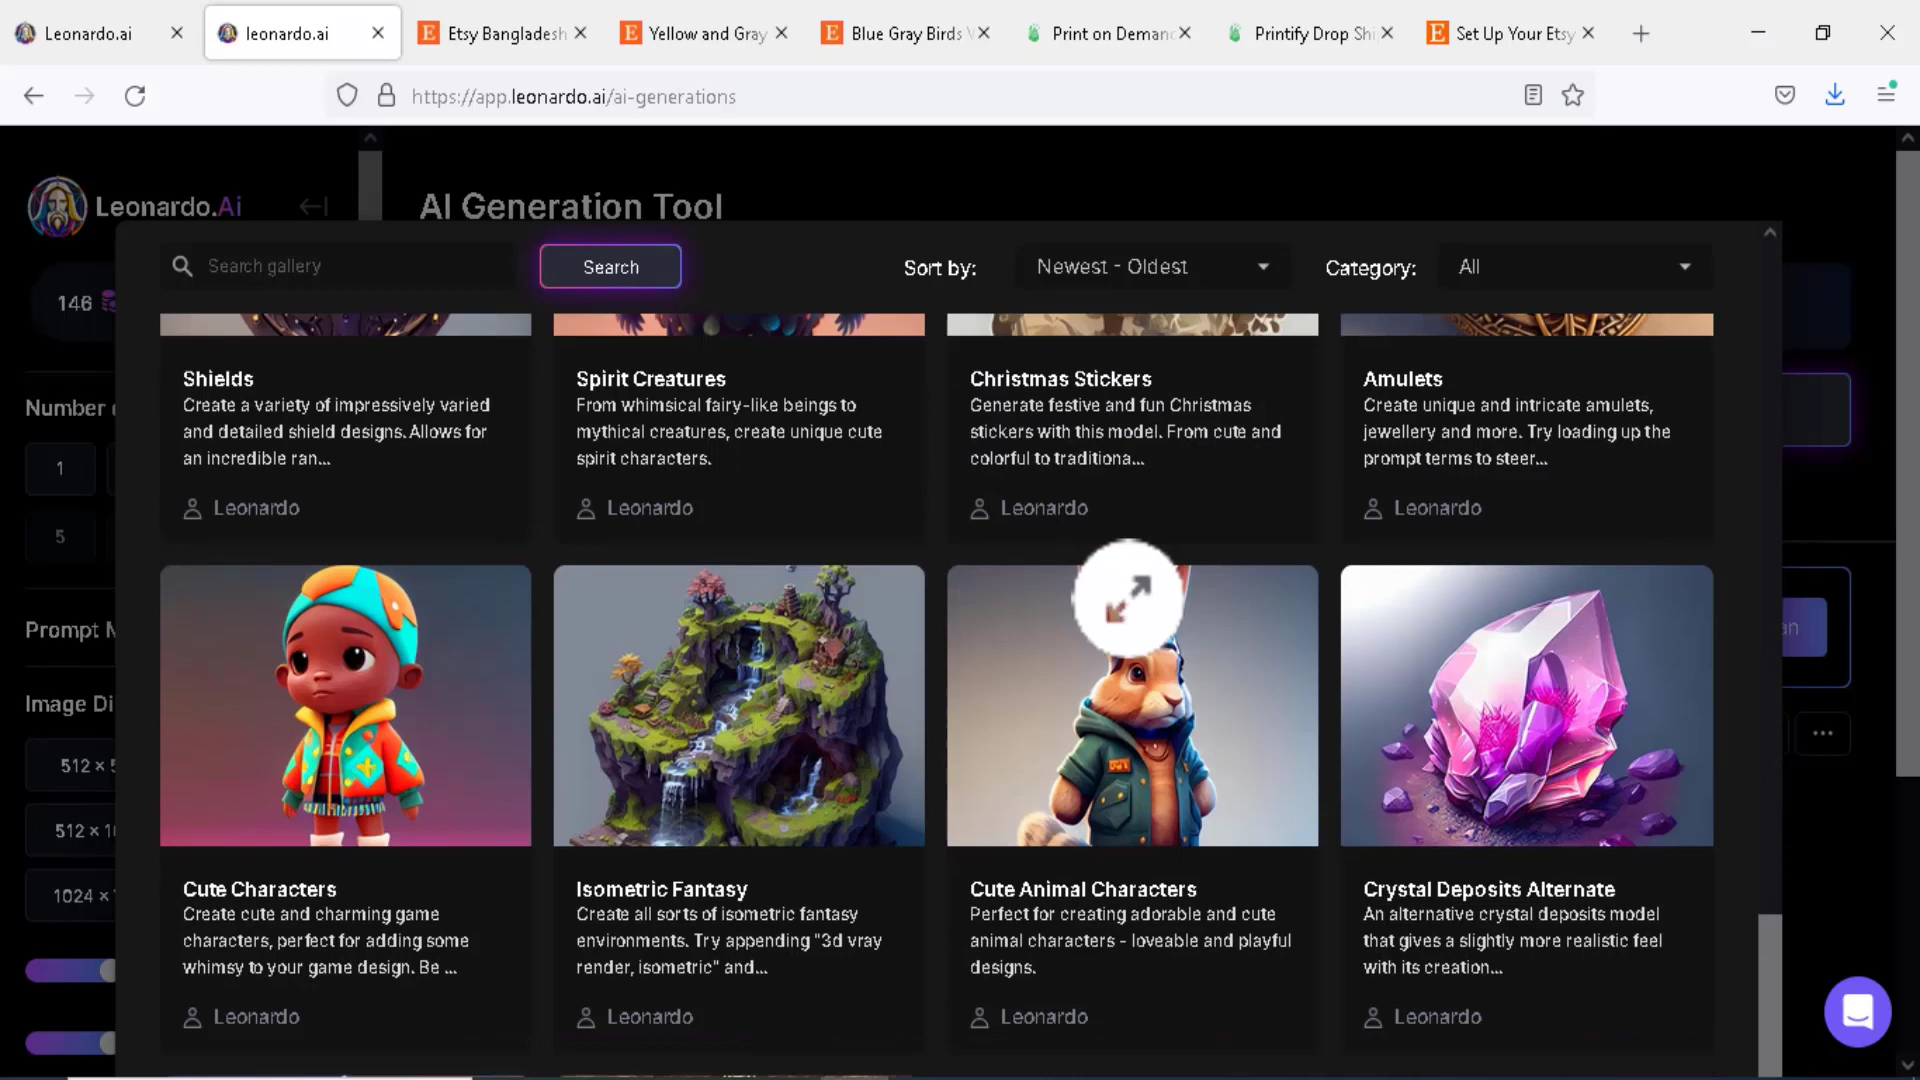 Leonardo.ai
leonardo.ai
Etsy Bangladesh
Yellow and Gray
Blue Gray Birds
Print on Deman
Printify Drop Shi
Set Up Your Etsy
https://app.leonardo.ai/ai-generations
Leonardo.Ai
AI Generation Tool
Search gallery
Search
Sort by:
Newest - Oldest
Category:
All
146
Number
1
5
Prompt M
Image Di
512 ×
512 × 1
1024 ×
Shields
Create a variety of impressively varied
and detailed shield designs. Allows for
an incredible ran...
Leonardo
Spirit Creatures
From whimsical fairy-like beings to
mythical creatures, create unique cute
spirit characters.
Leonardo
Christmas Stickers
Generate festive and fun Christmas
stickers with this model. From cute and
colorful to traditiona...
Leonardo
Amulets
Create unique and intricate amulets,
jewellery and more. Try loading up the
prompt terms to steer...
Leonardo
Cute Characters
Create cute and charming game
characters, perfect for adding some
whimsy to your game design. Be ...
Leonardo
Isometric Fantasy
Create all sorts of isometric fantasy
environments. Try appending "3d vray
render, isometric" and...
Leonardo
Cute Animal Characters
Perfect for creating adorable and cute
animal characters - loveable and playful
designs.
Leonardo
Crystal Deposits Alternate
An alternative crystal deposits model
that gives a slightly more realistic feel
with its creation...
Leonardo